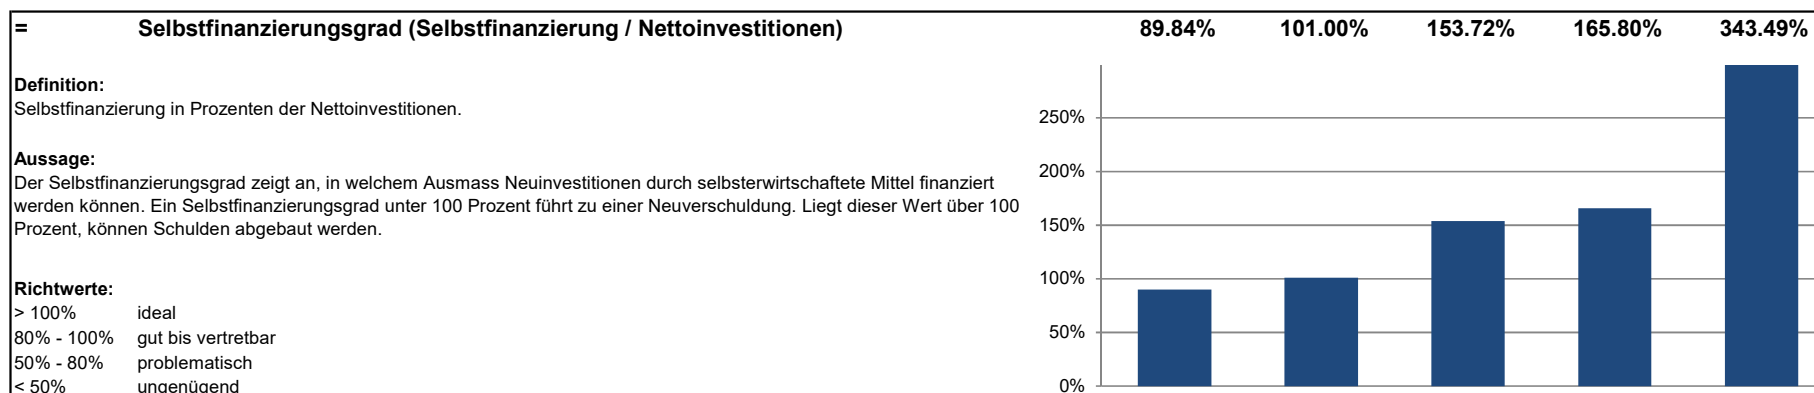 = Selbstfinanzierungsgrad (Selbstfinanzierung / Nettoinvestitionen) 89.84% 101.00% 153.72% 165.80% 343.49%
Definition:
Selbstfinanzierung in Prozenten der Nettoinvestitionen.
Aussage:
Der Selbstfinanzierungsgrad zeigt an, in welchem Ausmass Neuinvestitionen durch selbsterwirtschaftete Mittel finanziert
werden können. Ein Selbstfinanzierungsgrad unter 100 Prozent führt zu einer Neuverschuldung. Liegt dieser Wert über 100
Prozent, können Schulden abgebaut werden.
Richtwerte:
> 100% ideal
80% - 100% gut bis vertretbar
50% - 80% problematisch
< 50% ungenügend
250%
200%
150%
100%
50%
0%